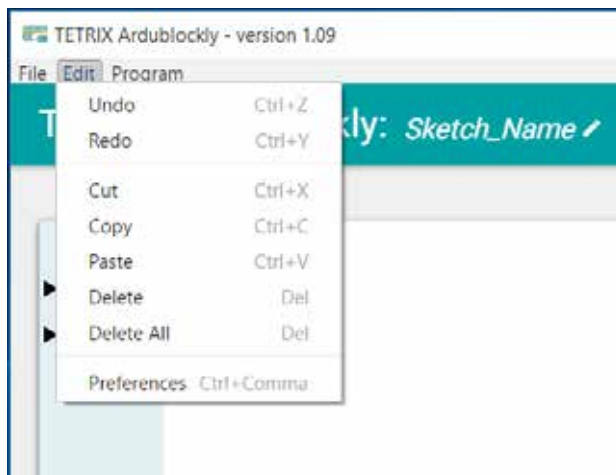 TETRIX Ardublockly - version 1.09
File Edit Program
T kly: Sketch_Name
Undo Ctrl+Z
Redo Ctrl+Y
Cut Ctrl+X
Copy Ctrl+C
Paste Ctrl+V
Delete Del
Delete All Del
Preferences Ctrl+Comma